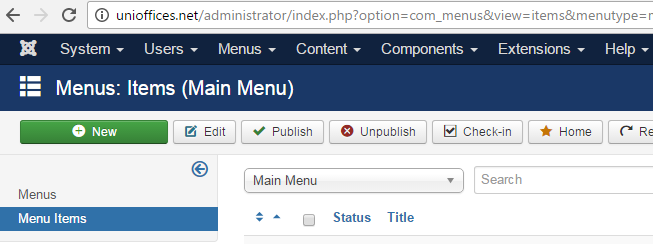 unioffices.net/administrator/index.php?option=com_menus&view=items&menutype=
System Users Menus Content Components Extensions Help
Menus: Items (Main Menu)
New Edit Publish Unpublish Check-in Home Re
Menus
Menu Items
Main Menu Search
Status Title